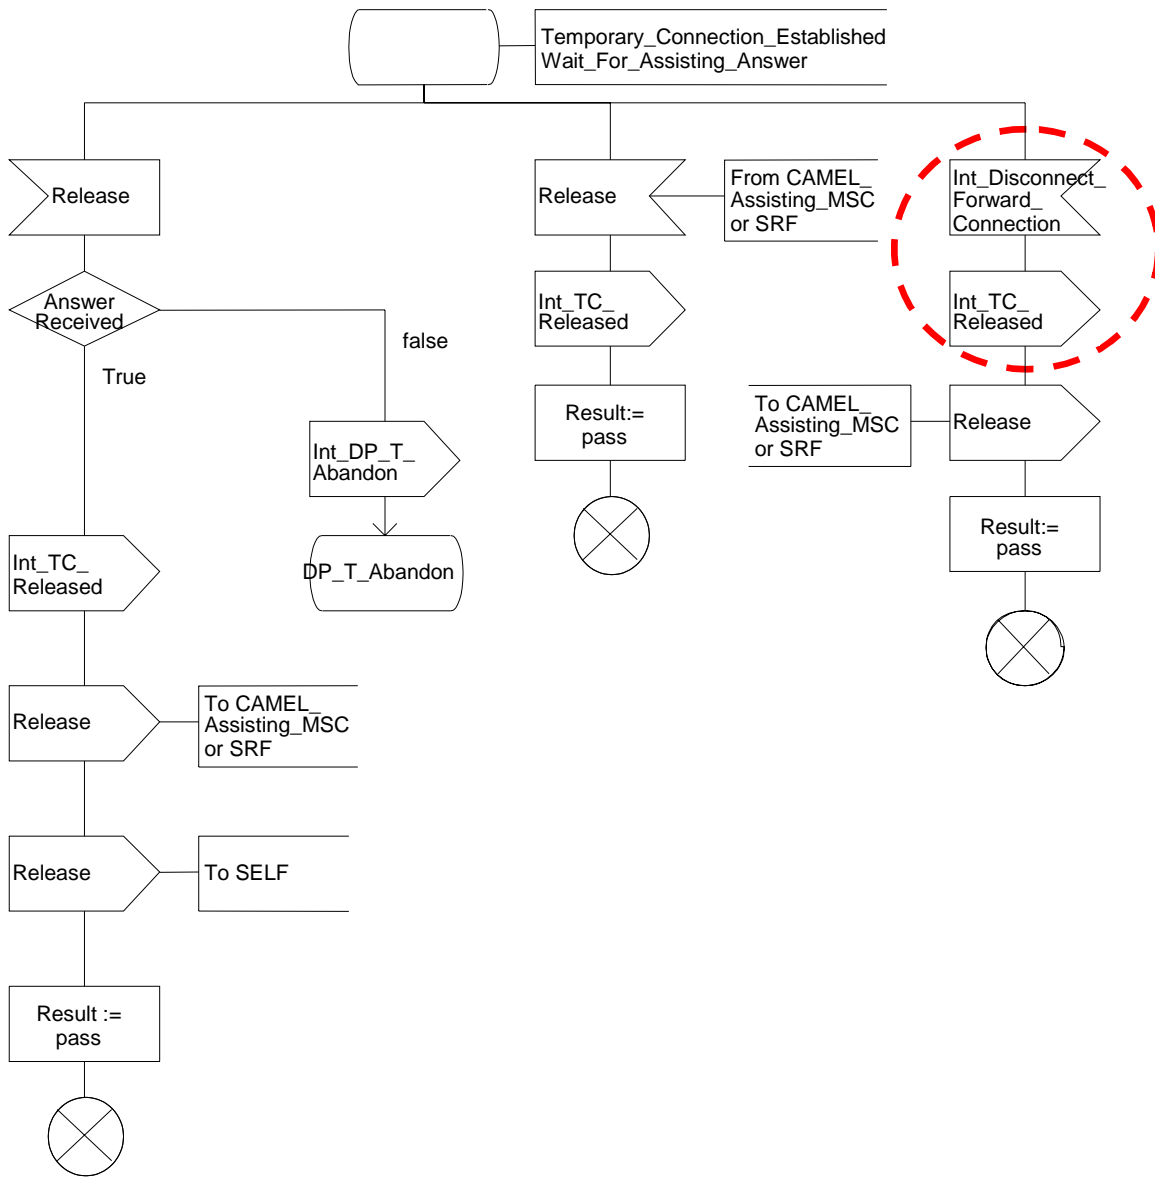 Temporary_Connection_Established
Wait_For_Assisting_Answer
Release
Answer
Received
True
false
Int_DP_T_
Abandon
DP_T_Abandon
Int_TC_
Released
Release
To CAMEL_
Assisting_MSC
or SRF
Release
To SELF
Result :=
pass
Release
From CAMEL_
Assisting_MSC
or SRF
Int_TC_
Released
Result:=
pass
Int_Disconnect_
Forward_
Connection
Int_TC_
Released
To CAMEL_
Assisting_MSC
or SRF
Release
Result:=
pass